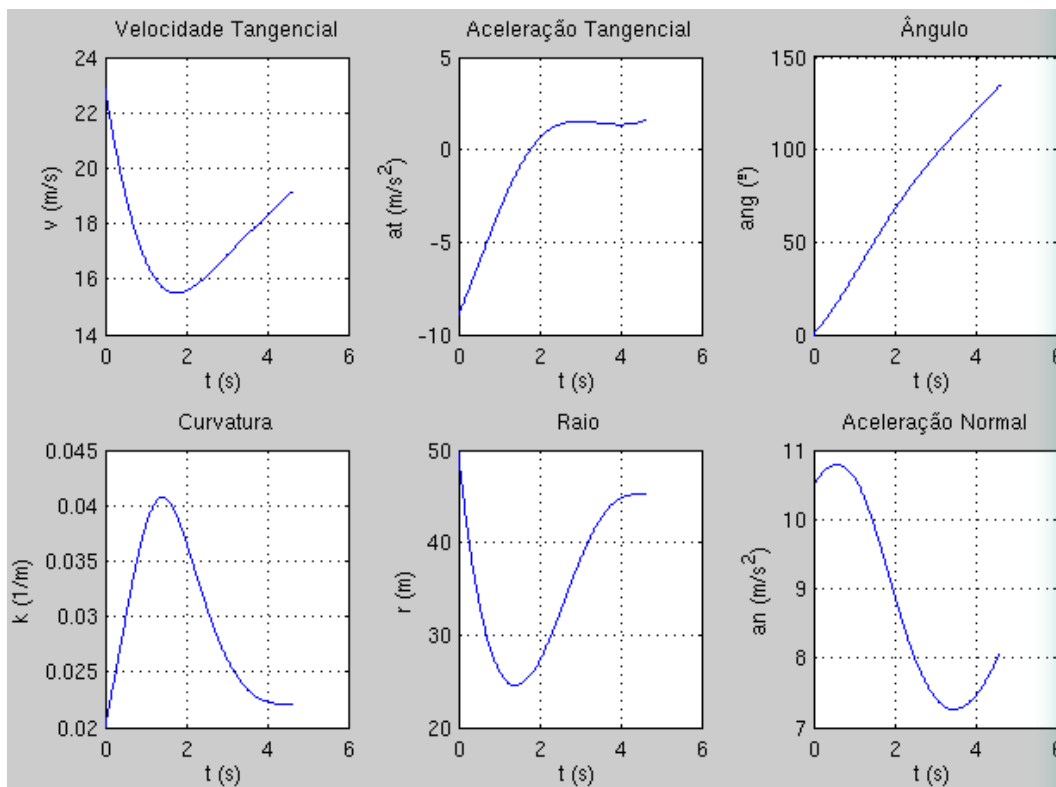 Velocidade Tangencial
24
22
20
18
16
14
v (m/s)
0
2
4
6
t (s)
Aceleração Tangencial
5
0
−5
−10
at (m/s²)
0
2
4
6
t (s)
Ângulo
150
100
50
0
ang (º)
0
2
4
6
t (s)
Curvatura
0.045
0.04
0.035
0.03
0.025
0.02
k (1/m)
0
2
4
6
t (s)
Raio
50
40
30
20
r (m)
0
2
4
6
t (s)
Aceleração Normal
11
10
9
8
7
an (m/s²)
0
2
4
6
t (s)